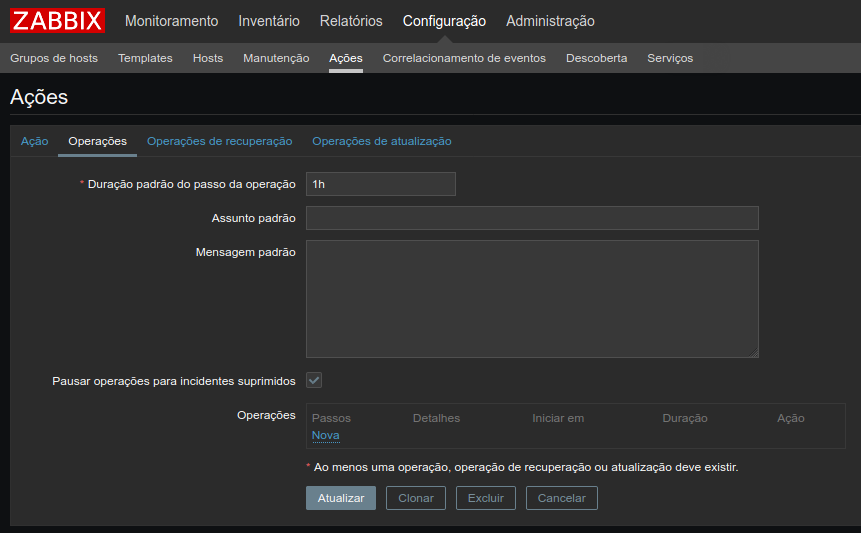 ZABBIX Monitoramento Inventário Relatórios Configuração Administração
Grupos de hosts Templates Hosts Manutenção Ações Correlacionamento de eventos Descoberta Serviços
Ações
Ação Operações Operações de recuperação Operações de atualização
* Duração padrão do passo da operação 1h
Assunto padrão
Mensagem padrão
Pausar operações para incidentes suprimidos
Operações Passos Detalhes Iniciar em Duração Ação
Nova
* Ao menos uma operação, operação de recuperação ou atualização deve existir.
Atualizar Clonar Excluir Cancelar